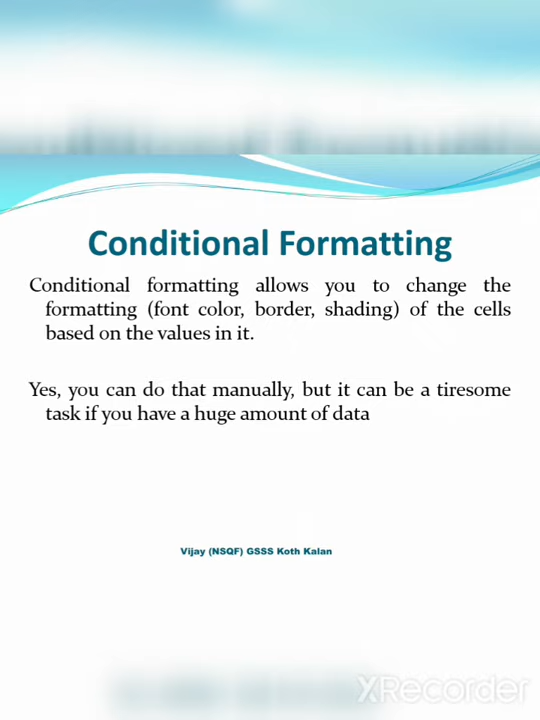 Conditional Formatting
Conditional formatting allows you to change the
formatting (font color, border, shading) of the cells
based on the values in it.
Yes, you can do that manually, but it can be a tiresome
task if you have a huge amount of data
Vijay (NSQF) GSSS Koth Kalan
XRecorder